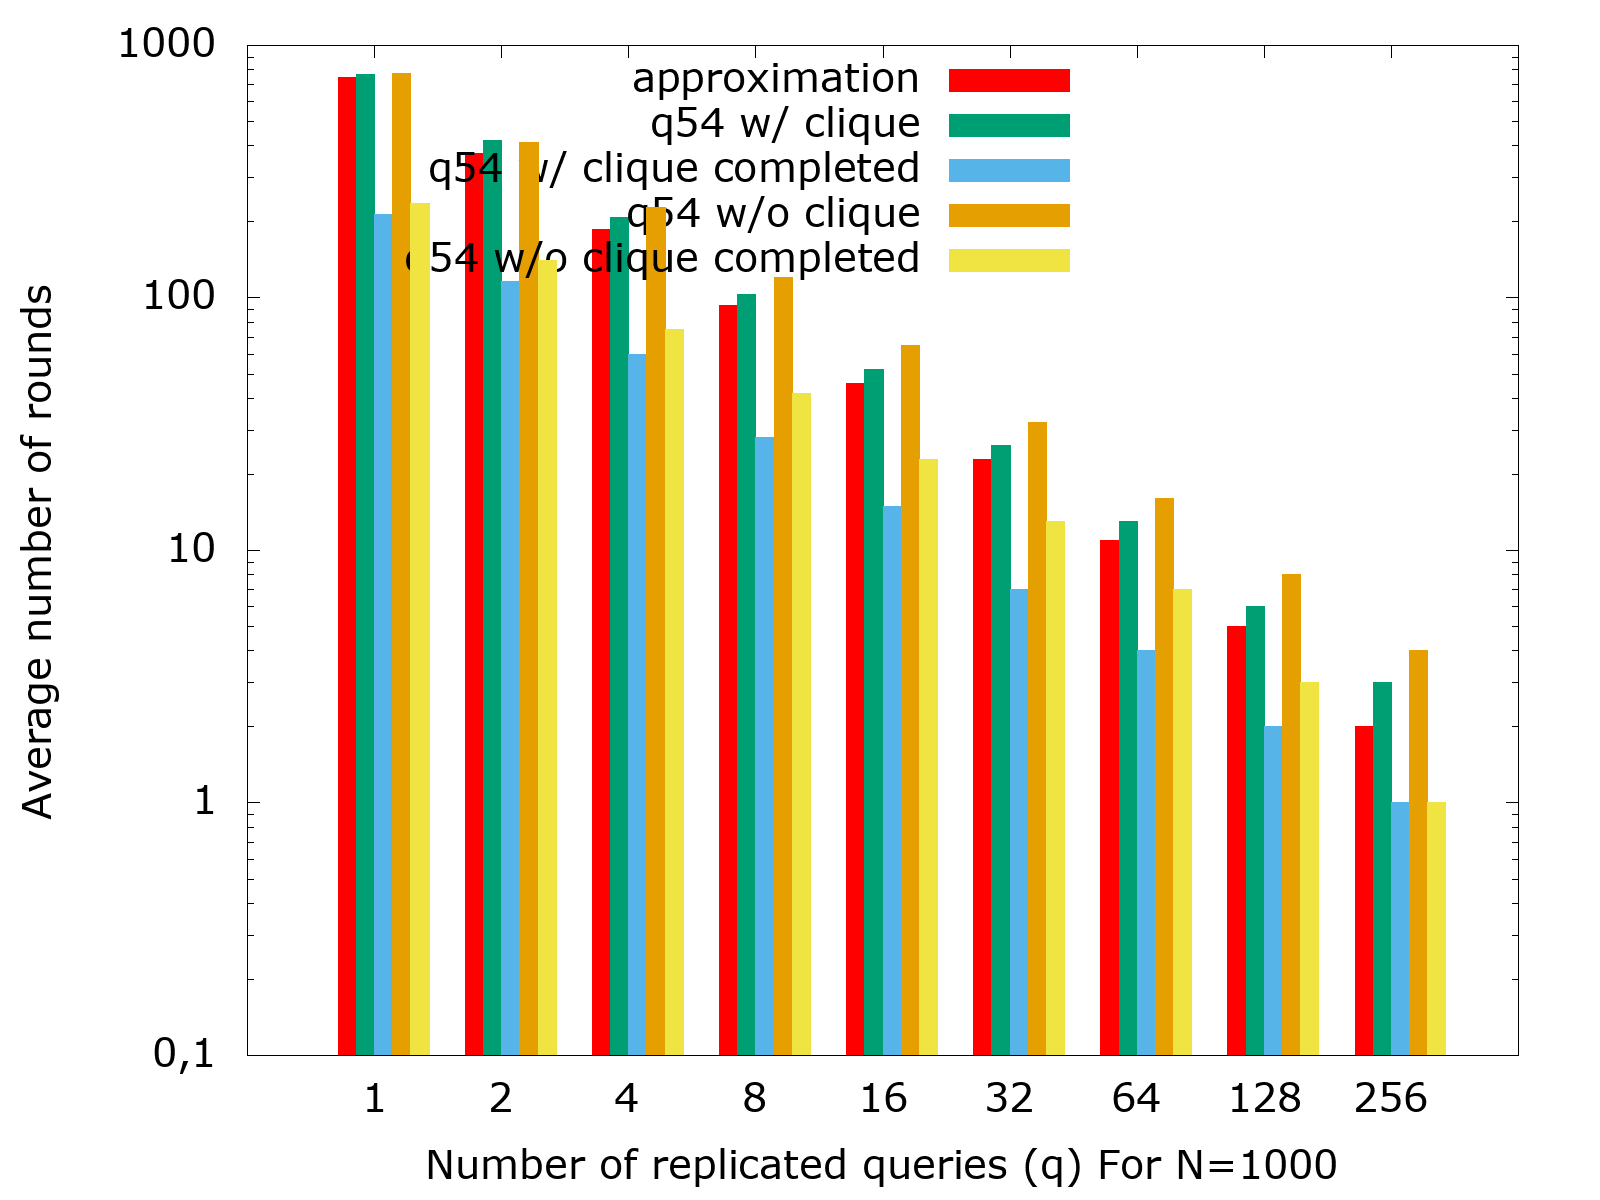 1000
100
10
1
0,1
Average number of rounds
approximation
q54 w/ clique
q54 w/ clique completed
q54 w/o clique
q54 w/o clique completed
1 2 4 8 16 32 64 128 256
Number of replicated queries (q) For N=1000